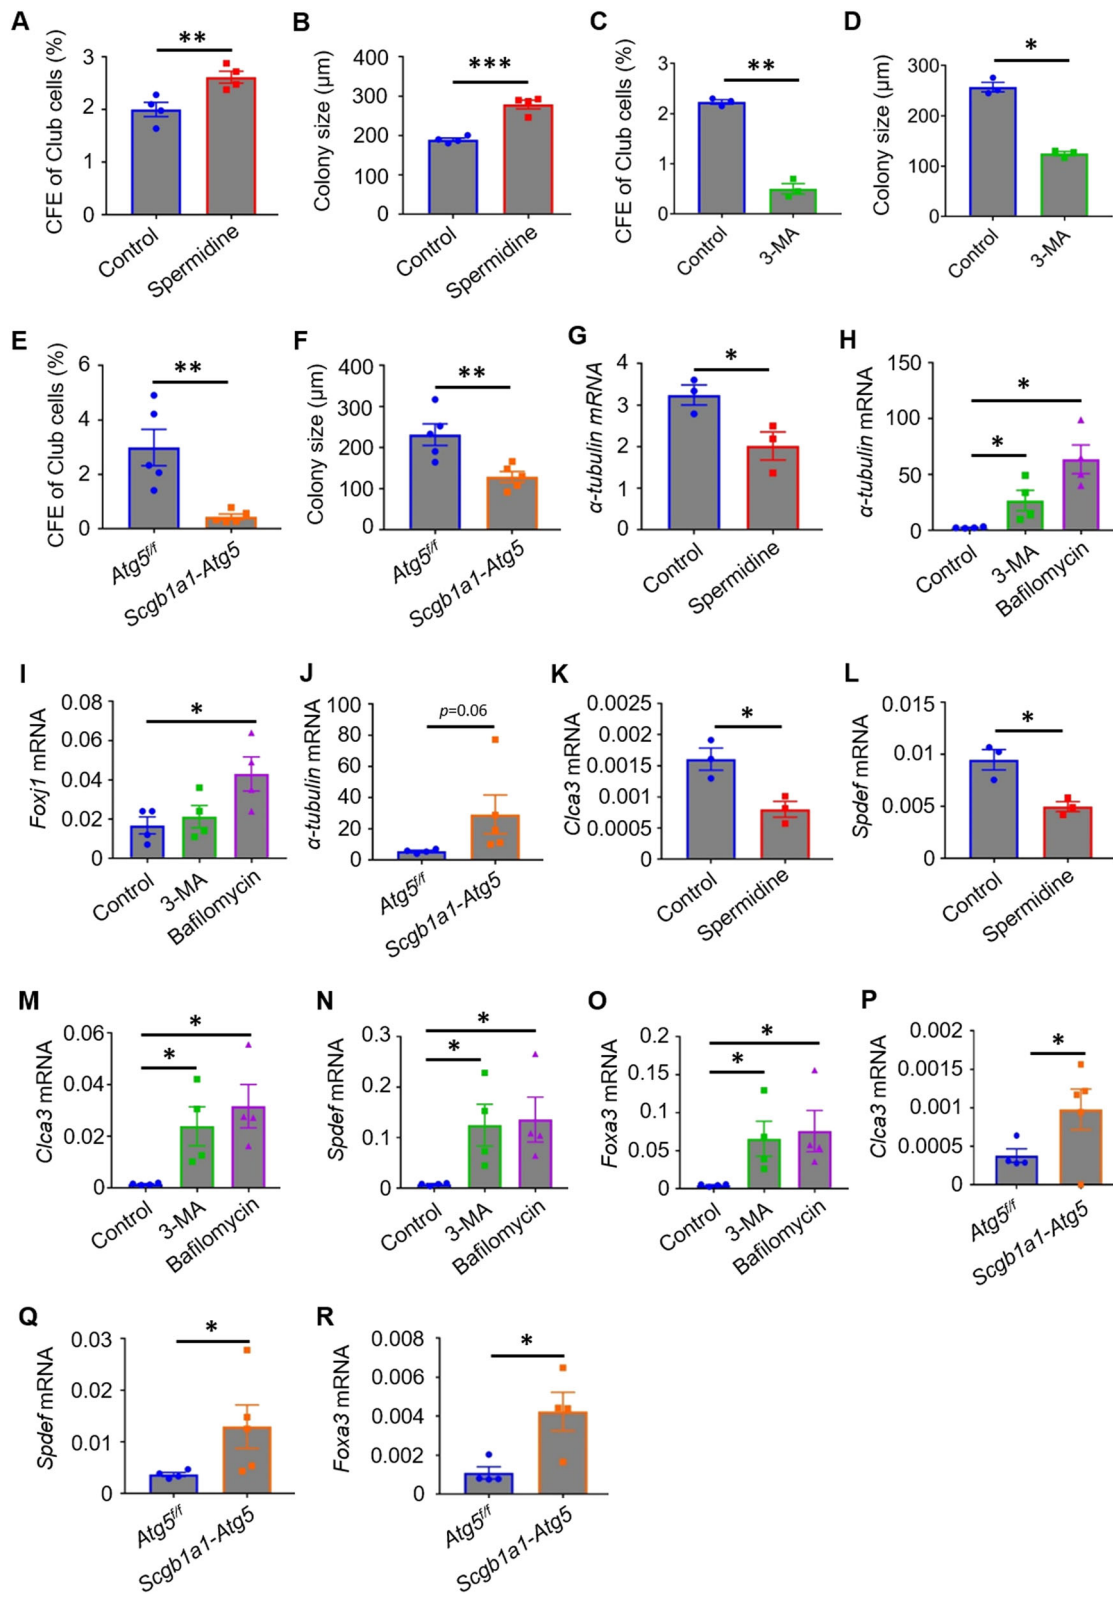 A
CFE of Club cells (%)
3
2
1
0
**
Control
Spermidine
B
Colony size (µm)
400
300
200
100
0
***
Control
Spermidine
C
CFE of Club cells (%)
3
2
1
0
**
Control
3-MA
D
Colony size (µm)
300
200
100
0
*
Control
3-MA
E
CFE of Club cells (%)
6
4
2
0
**
Atg5f/f
Scgb1a1-Atg5
F
Colony size (µm)
400
300
200
100
0
**
Atg5f/f
Scgb1a1-Atg5
G
α-tubulin mRNA
4
3
2
1
0
*
Control
Spermidine
H
α-tubulin mRNA
150
100
50
0
*
*
Control
3-MA
Bafilomycin
I
Foxj1 mRNA
0.08
0.06
0.04
0.02
0
*
Control
3-MA
Bafilomycin
J
α-tubulin mRNA
100
80
60
40
20
0
p=0.06
Atg5f/f
Scgb1a1-Atg5
K
Clca3 mRNA
0.0025
0.002
0.0015
0.001
0.0005
0
*
Control
Spermidine
L
Spdef mRNA
0.015
0.01
0.005
0
*
Control
Spermidine
M
Clca3 mRNA
0.06
0.04
0.02
0
*
*
Control
3-MA
Bafilomycin
N
Spdef mRNA
0.3
0.2
0.1
0
*
*
Control
3-MA
Bafilomycin
O
Foxa3 mRNA
0.2
0.15
0.1
0.05
0
*
*
Control
3-MA
Bafilomycin
P
Clca3 mRNA
0.002
0.0015
0.001
0.0005
0
*
Atg5f/f
Scgb1a1-Atg5
Q
Spdef mRNA
0.03
0.02
0.01
0
*
Atg5f/f
Scgb1a1-Atg5
R
Foxa3 mRNA
0.008
0.006
0.004
0.002
0
*
Atg5f/f
Scgb1a1-Atg5